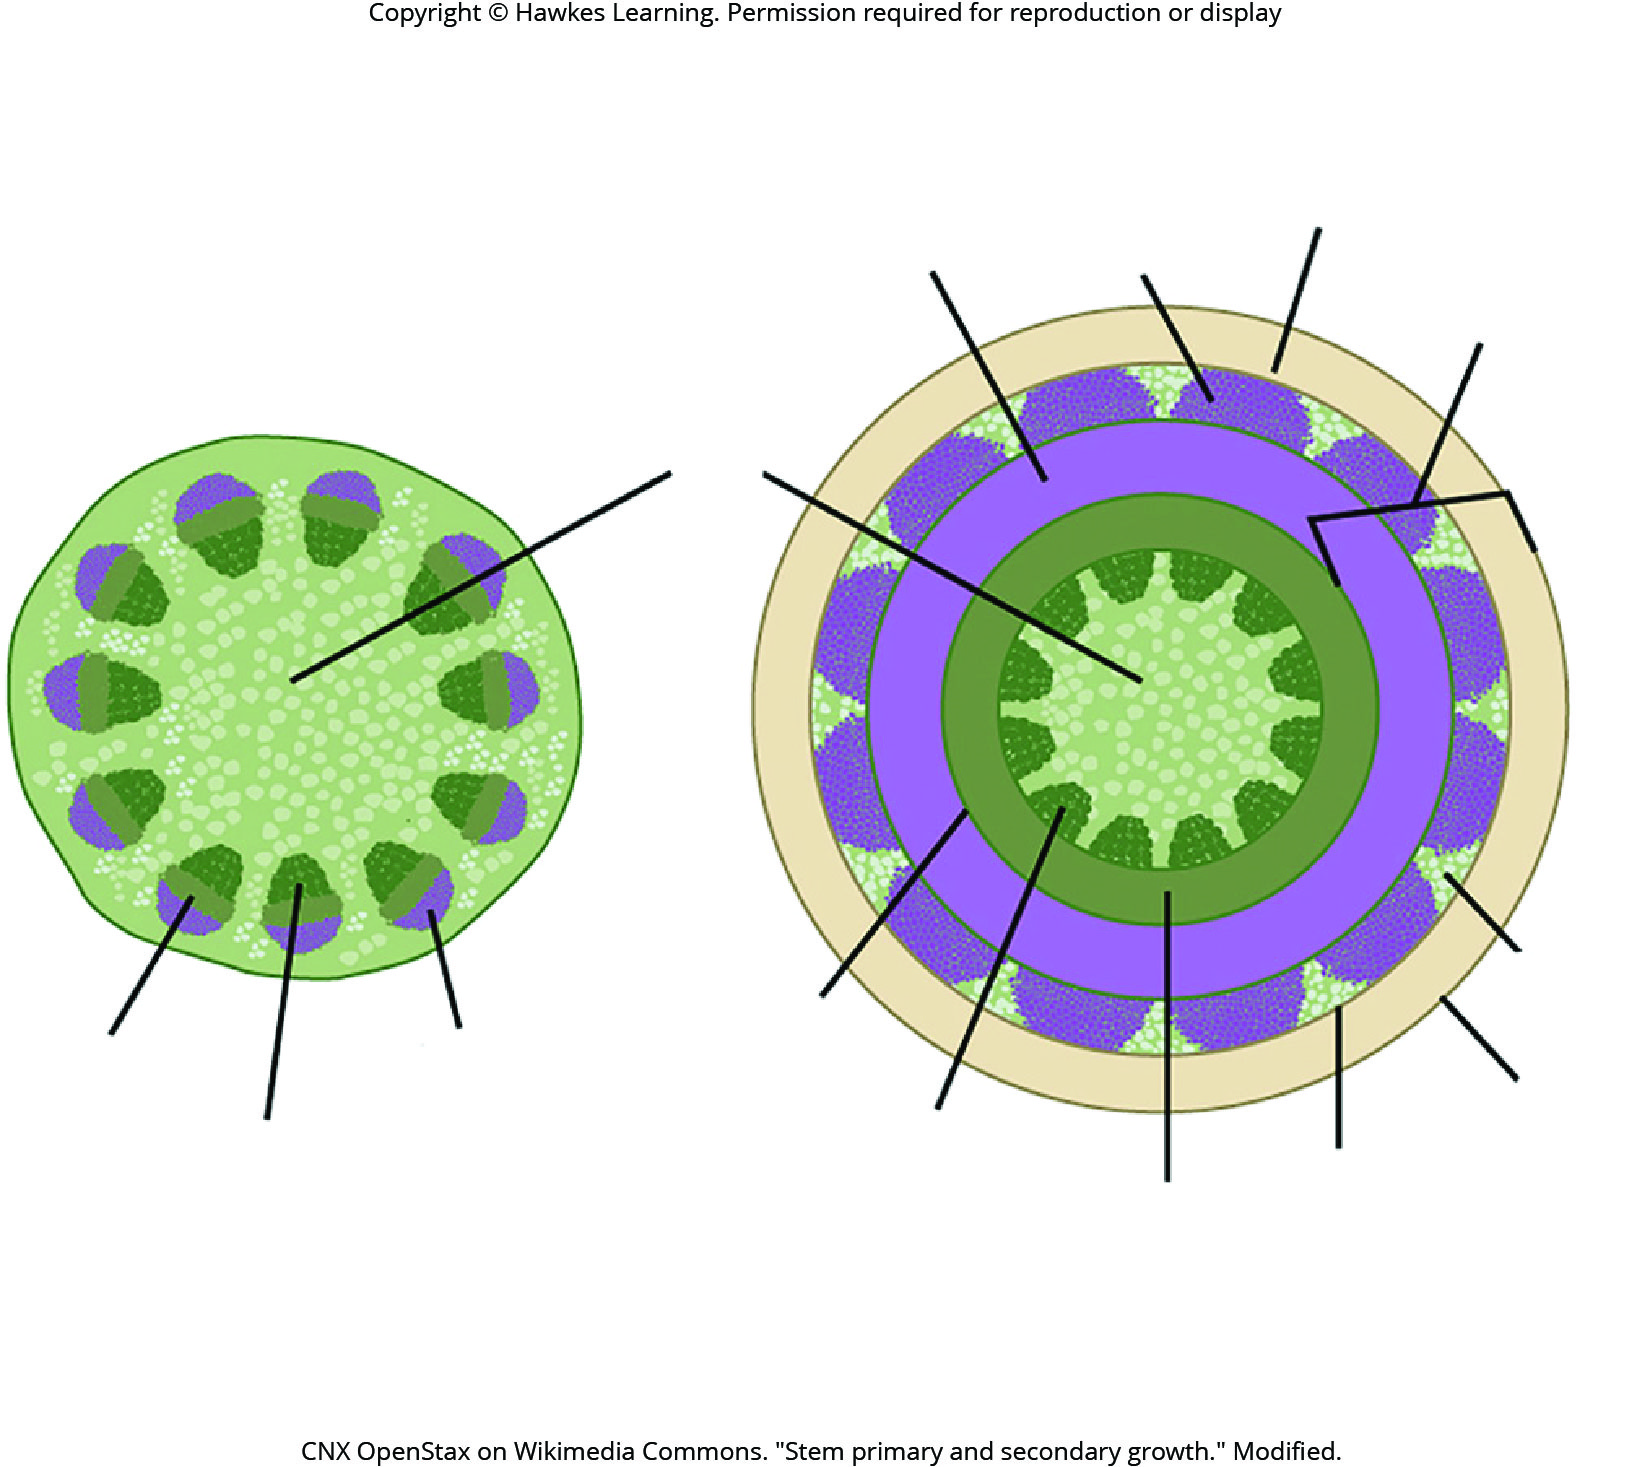 Copyright © Hawkes Learning. Permission required for reproduction or display
CNX OpenStax on Wikimedia Commons. "Stem primary and secondary growth." Modified.